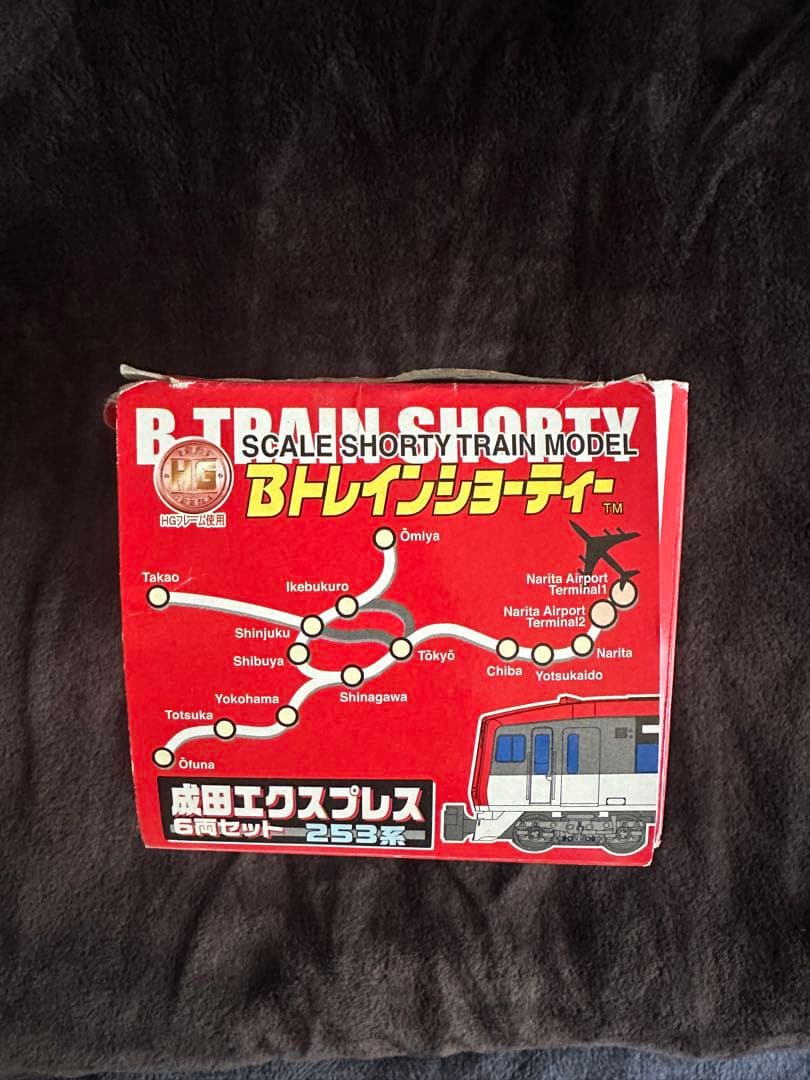 B TRAIN SHORTY
SCALE SHORTY TRAIN MODEL
HG
HGフレーム使用
Bトレインショーティー
TM
Ōmiya
Takao
Ikebukuro
Narita Airport
Terminal1
Narita Airport
Terminal2
Shinjuku
Shibuya
Tōkyō
Narita
Chiba
Yotsukaido
Shinagawa
Yokohama
Totsuka
Ōfuna
成田エクスプレス
6両セット 253系